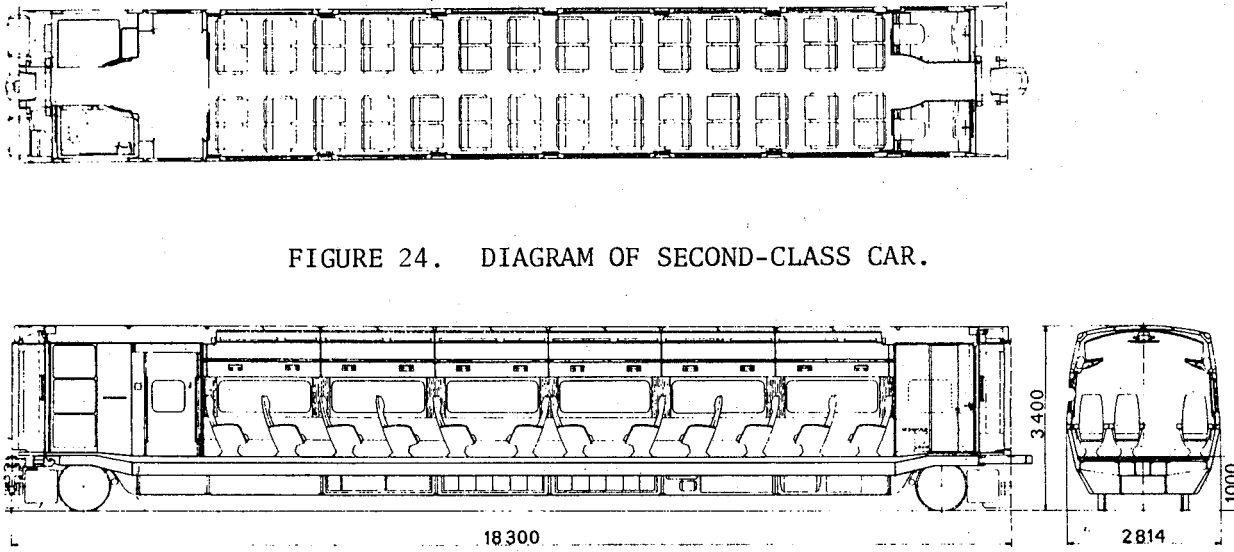 FIGURE 24. DIAGRAM OF SECOND-CLASS CAR.
3400
1000
18300
2814